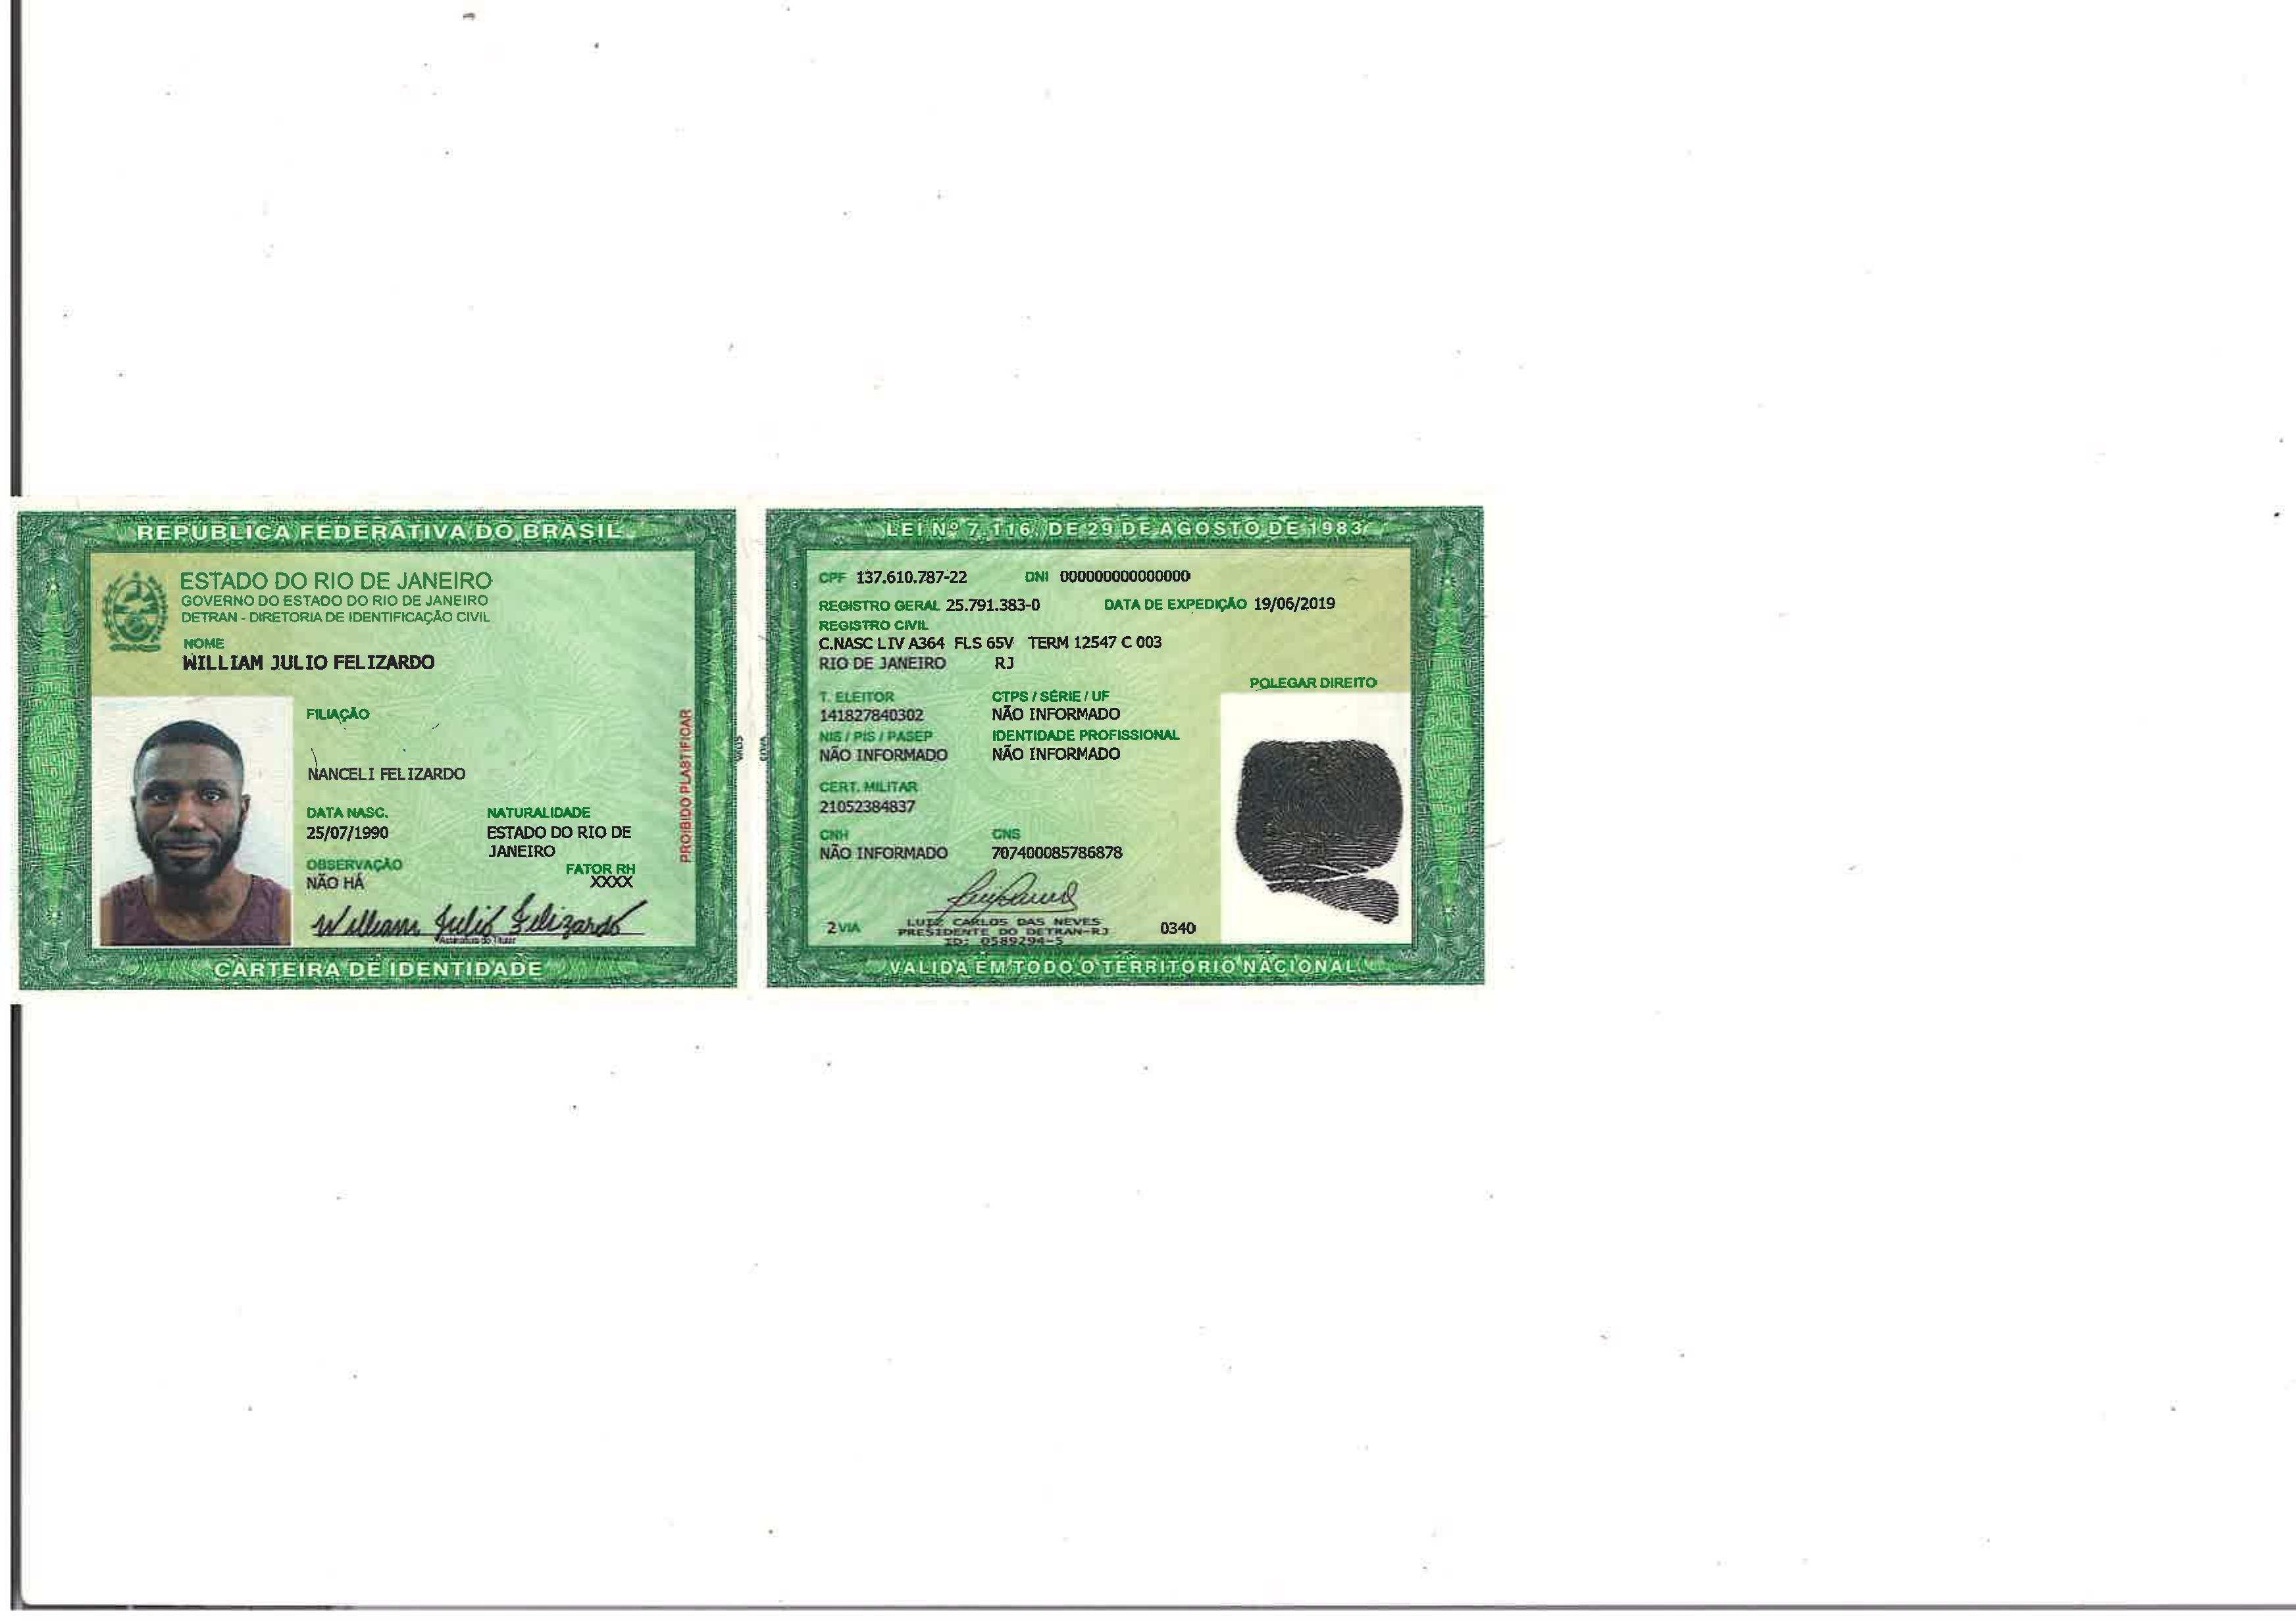 REPÚBLICA FEDERATIVA DO BRASIL
ESTADO DO RIO DE JANEIRO
GOVERNO DO ESTADO DO RIO DE JANEIRO
DETRAN - DIRETORIA DE IDENTIFICAÇÃO CIVIL
NOME
WILLIAM JULIO FELIZARDO
FILIAÇÃO
NANCELI FELIZARDO
DATA NASC. NATURALIDADE
25/07/1990 ESTADO DO RIO DE
JANEIRO
OBSERVAÇÃO FATOR RH
NÃO HÁ XXXX
William Julio Felizardo
Assinatura do Titular
PROIBIDO PLASTIFICAR
CARTEIRA DE IDENTIDADE
LEI Nº 7.116, DE 29 DE AGOSTO DE 1983
CPF 137.610.787-22 DNI 000000000000000
REGISTRO GERAL 25.791.383-0 DATA DE EXPEDIÇÃO 19/06/2019
REGISTRO CIVIL
C.NASC LIV A364 FLS 65V TERM 12547 C 003
RIO DE JANEIRO RJ
POLEGAR DIREITO
T. ELEITOR CTPS / SÉRIE / UF
141827840302 NÃO INFORMADO
NIS / PIS / PASEP IDENTIDADE PROFISSIONAL
NÃO INFORMADO NÃO INFORMADO
CERT. MILITAR
21052384837
CNH CNS
NÃO INFORMADO 707400085786878
2 VIA LUIZ CARLOS DAS NEVES
PRESIDENTE DO DETRAN-RJ 0340
ID: 0589294-5
VALIDA EM TODO O TERRITORIO NACIONAL